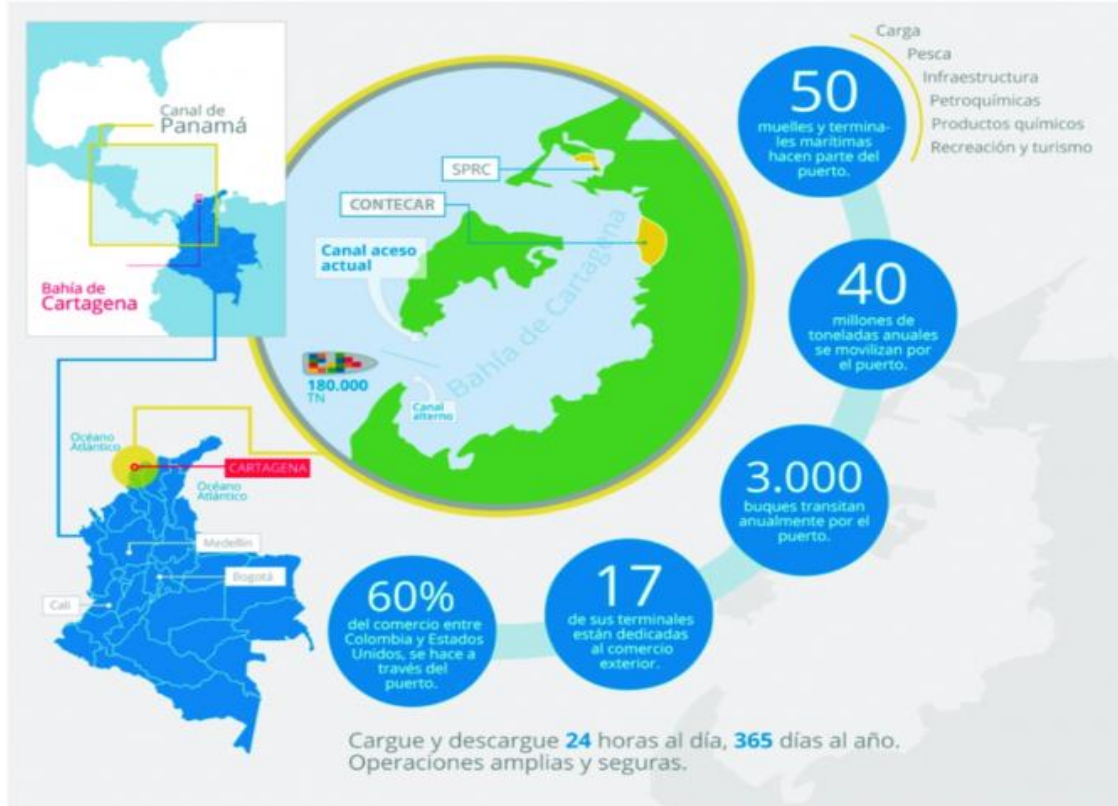 Canal de
Panamá
Bahía de
Cartagena
SPRC
CONTECAR
Canal aceso
actual
Bahía de Cartagena
180.000
TN
Canal
alterno
50
muelles y termina-
les marítimas
hacen parte del
puerto.
Carga
Pesca
Infraestructura
Petroquímicas
Productos químicos
Recreación y turismo
40
millones de
toneladas anuales
se movilizan por
el puerto.
3.000
buques transitan
anualmente por el
puerto.
17
de sus terminales
están dedicadas
al comercio
exterior.
60%
del comercio entre
Colombia y Estados
Unidos, se hace a
través del
puerto.
Océano
Atlántico
CARTAGENA
Océano
Atlántico
Medellín
Bogotá
Cali
Cargue y descargue 24 horas al día, 365 días al año.
Operaciones amplias y seguras.